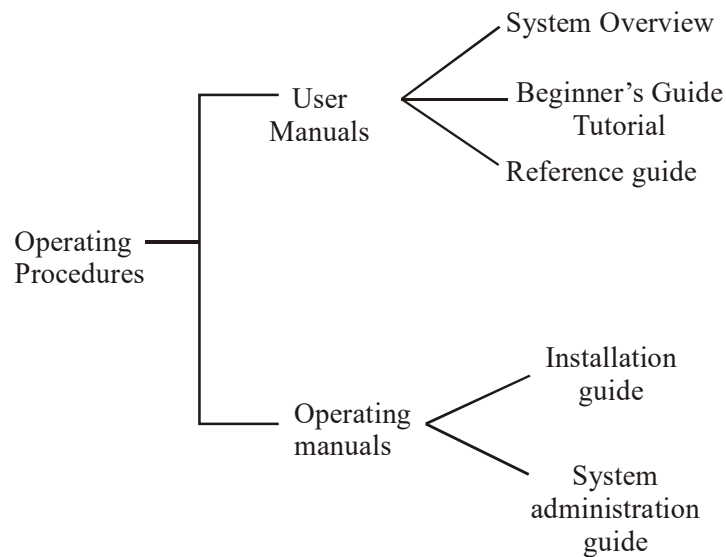 System Overview
User
Manuals
Beginner’s Guide
Tutorial
Reference guide
Operating
Procedures
Installation
guide
Operating
manuals
System
administration
guide